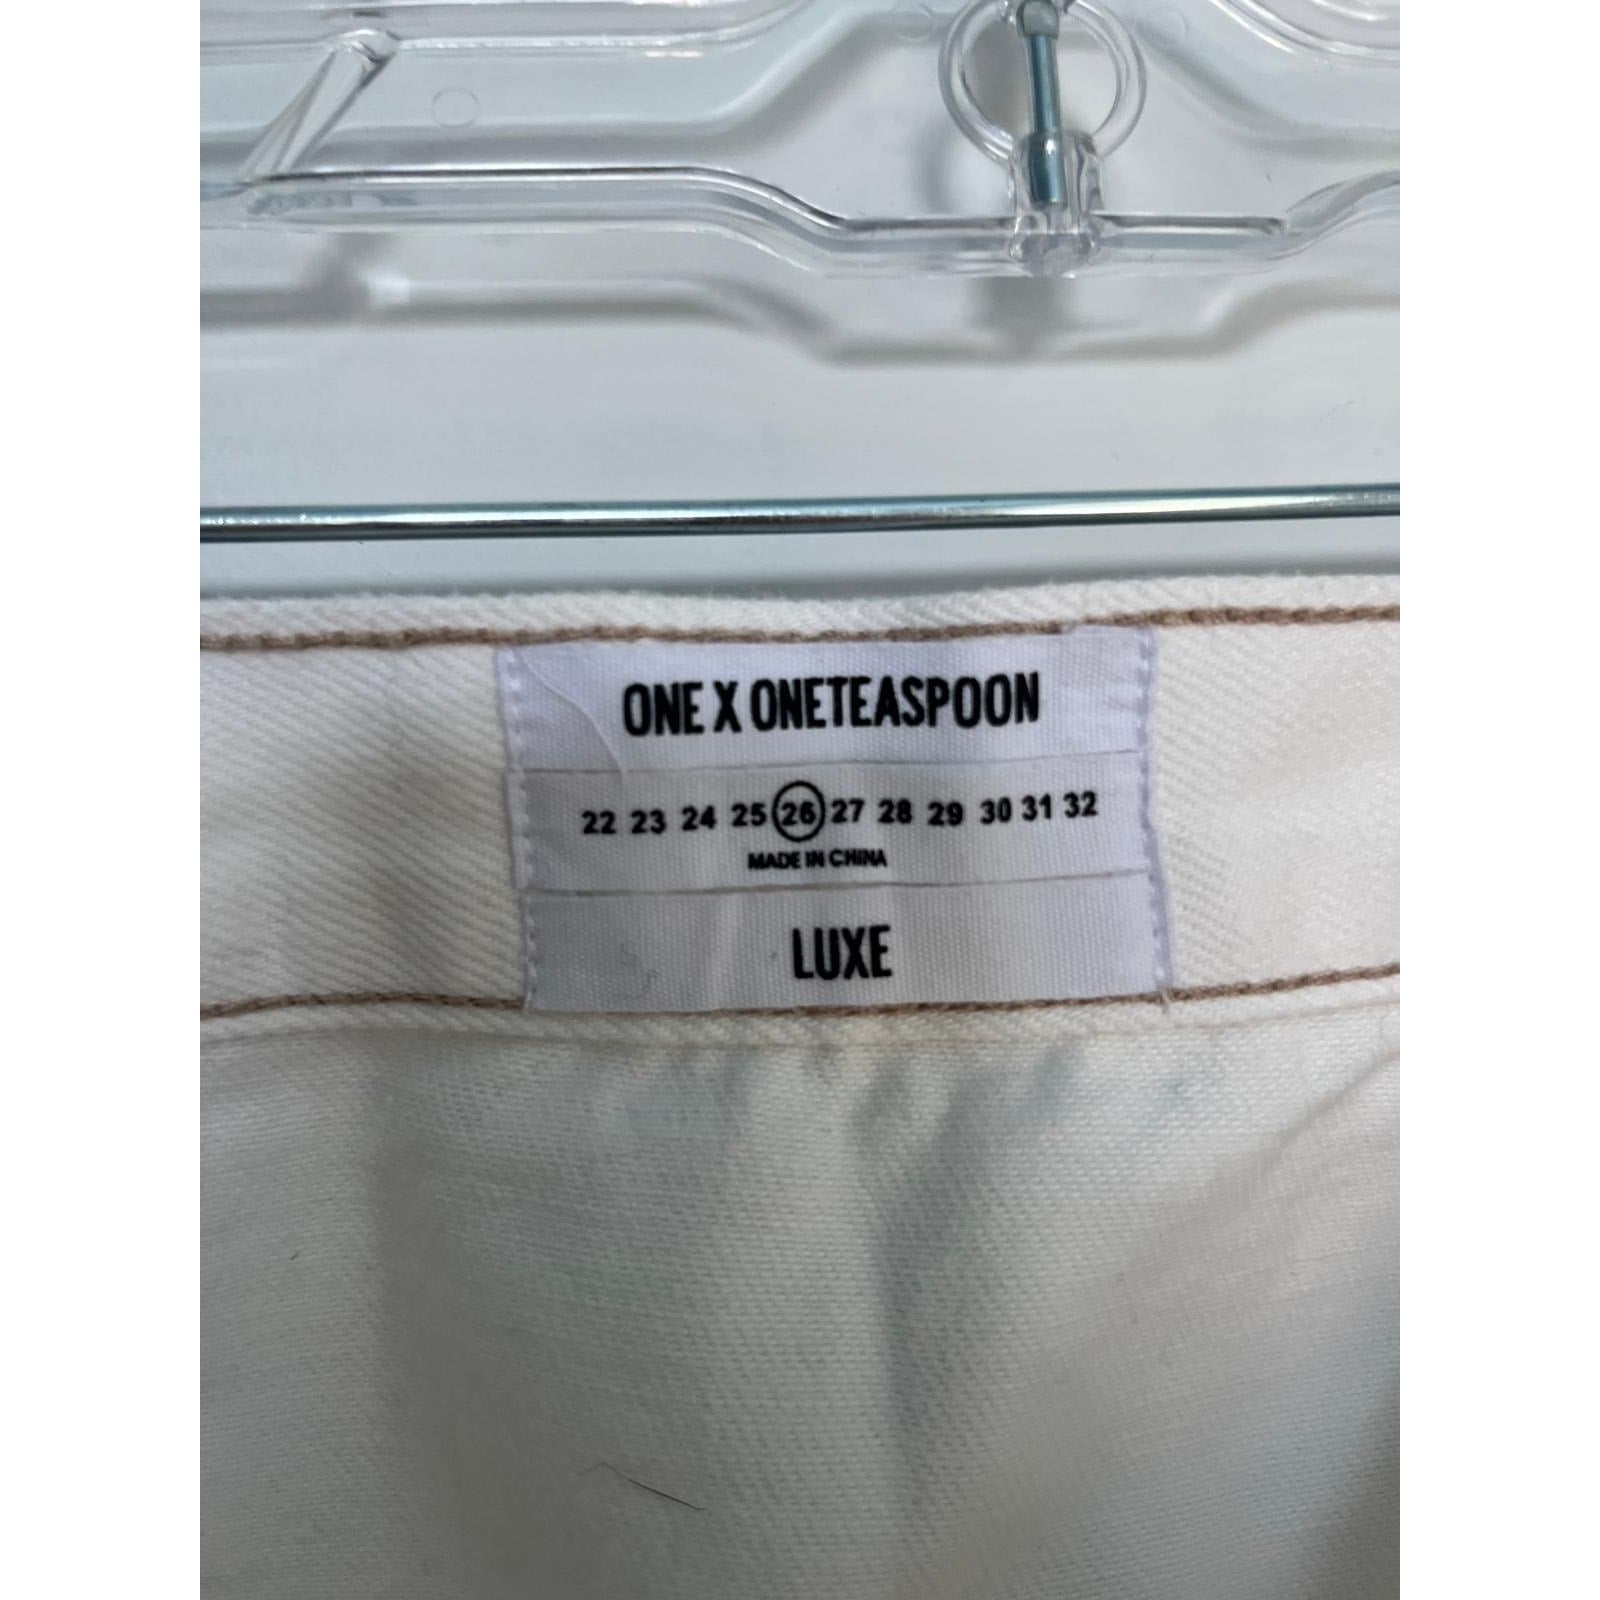 ONE X ONETEASPOON
22 23 24 25 26 27 28 29 30 31 32
MADE IN CHINA
LUXE